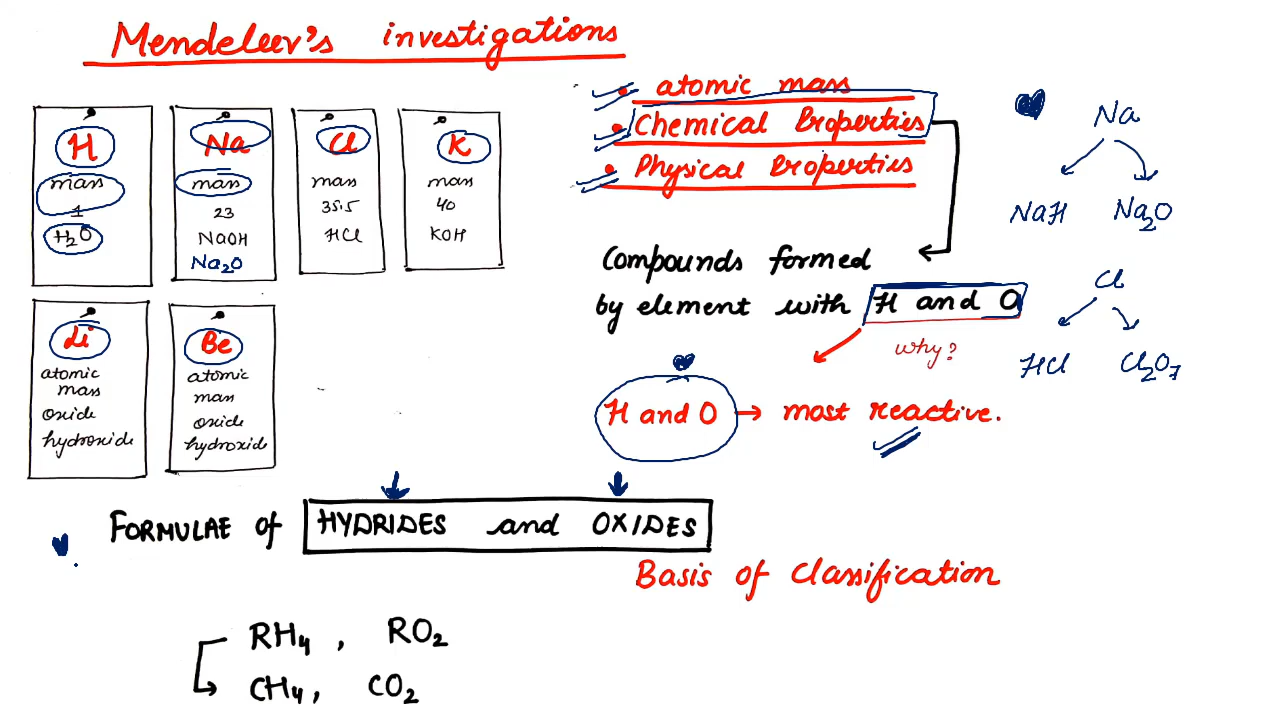 Mendeleev's investigations
H
mass
1
H₂O
Na
mass
23
NaOH
Na₂O
Cl
mass
35.5
HCl
K
mass
40
KOH
Li
atomic
mass
oxide
hydroxide
Be
atomic
mass
oxide
hydroxide
• atomic mass
• Chemical Properties
• Physical Properties
Compounds formed
by element with H and O
why?
H and O → most reactive.
Na
NaH Na₂O
Cl
HCl Cl₂O₇
FORMULAE of HYDRIDES and OXIDES
Basis of Classification
RH₄, RO₂
CH₄, CO₂